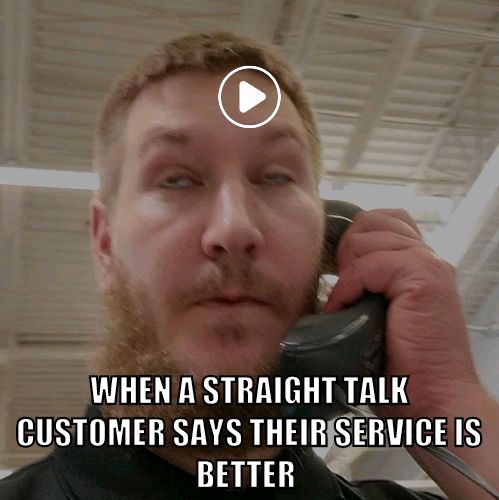 WHEN A STRAIGHT TALK
CUSTOMER SAYS THEIR SERVICE IS
BETTER